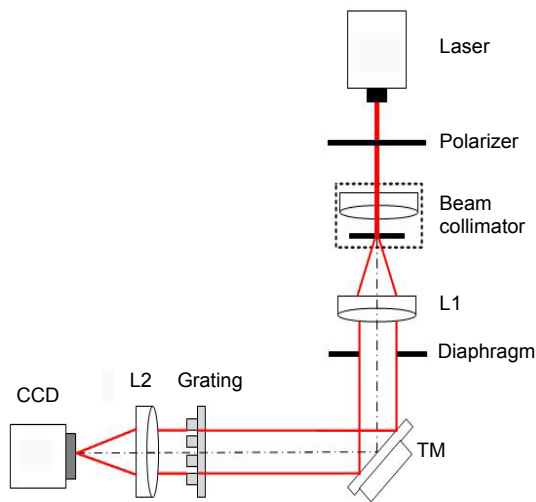 Laser
Polarizer
Beam
collimator
L1
Diaphragm
CCD
L2
Grating
TM